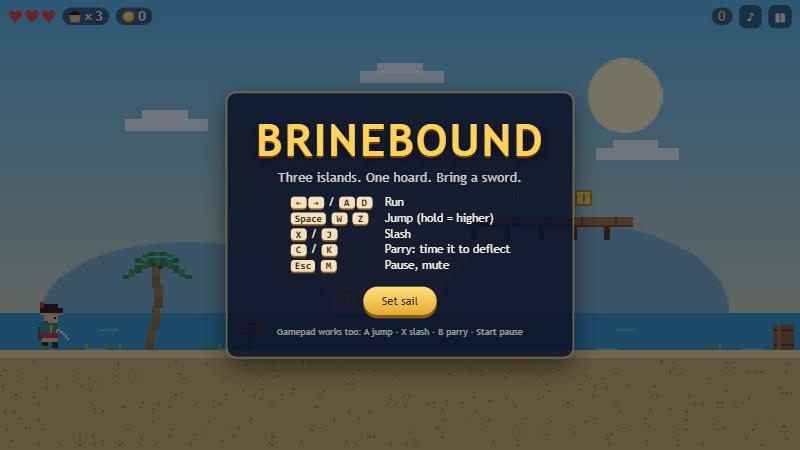 × 3
0
0
BRINEBOUND
Three islands. One hoard. Bring a sword.
← → / A D Run
Space W Z Jump (hold = higher)
X / J Slash
C / K Parry: time it to deflect
Esc M Pause, mute
Set sail
Gamepad works too: A jump · X slash · B parry · Start pause